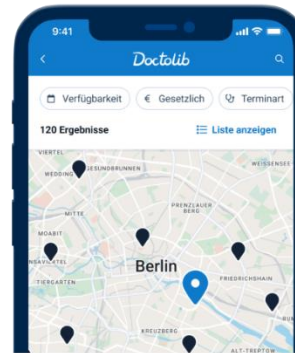 9:41
Doctolib
Verfügbarkeit € Gesetzlich Terminart
120 Ergebnisse Liste anzeigen
VIERTEL
WEDDING GESUNDBRUNNEN WEISSENSEE
PRENZLAUER
BERG
MITTE
MOABIT
HANSAVIERTEL
Berlin
TIERGARTEN FRIEDRICHSHAIN
KREUZBERG
ALT-TREPTOW